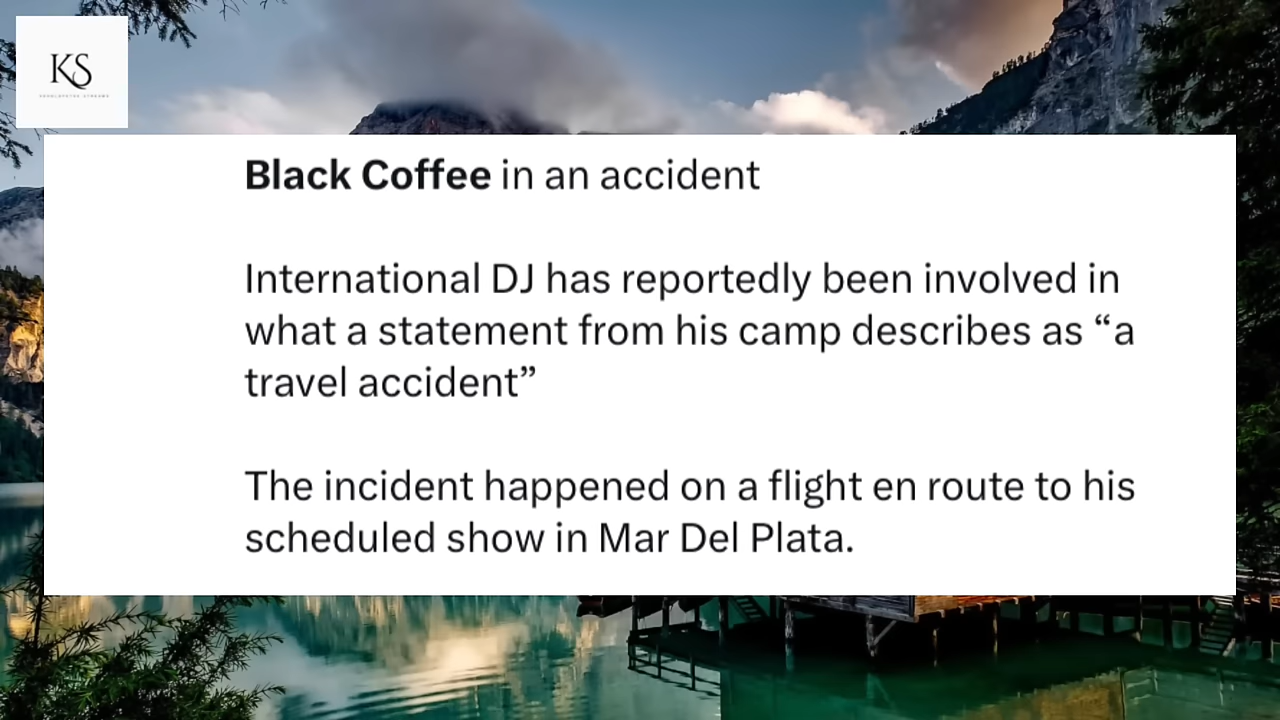 KS
Black Coffee in an accident
International DJ has reportedly been involved in
what a statement from his camp describes as “a
travel accident”
The incident happened on a flight en route to his
scheduled show in Mar Del Plata.